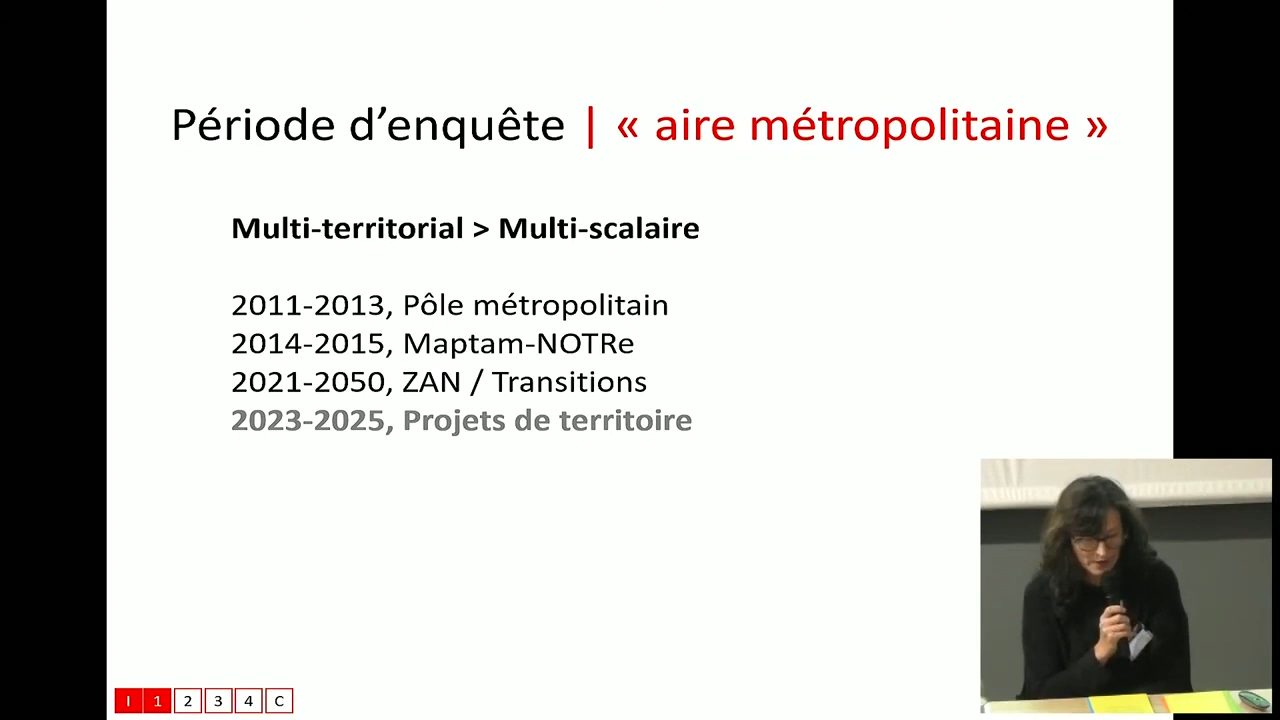 Période d’enquête | « aire métropolitaine »
Multi-territorial > Multi-scalaire
2011-2013, Pôle métropolitain
2014-2015, Maptam-NOTRe
2021-2050, ZAN / Transitions
2023-2025, Projets de territoire
I 1 2 3 4 C